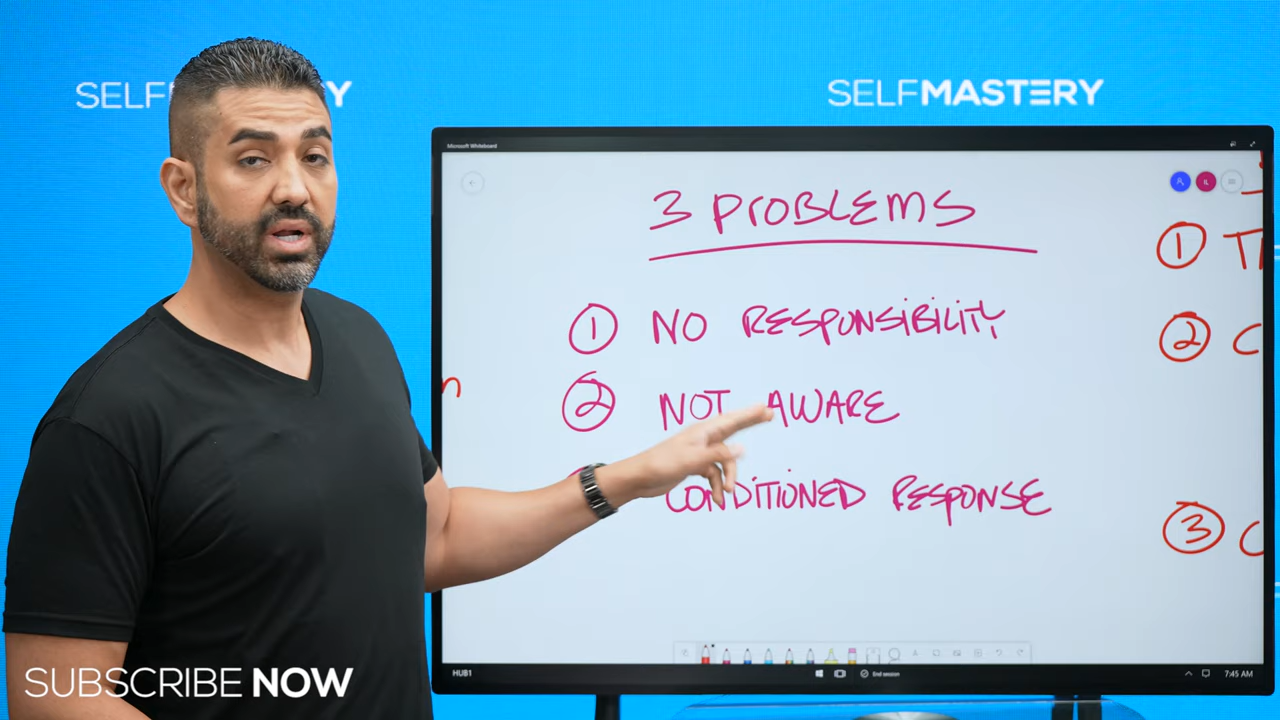 SELFMASTERY
Microsoft Whiteboard
3 PROBLEMS
1 NO RESPONSIBILITY
2 NOT AWARE
CONDITIONED RESPONSE
1
2
3
HUB1
End session
7:45 AM
SUBSCRIBE NOW